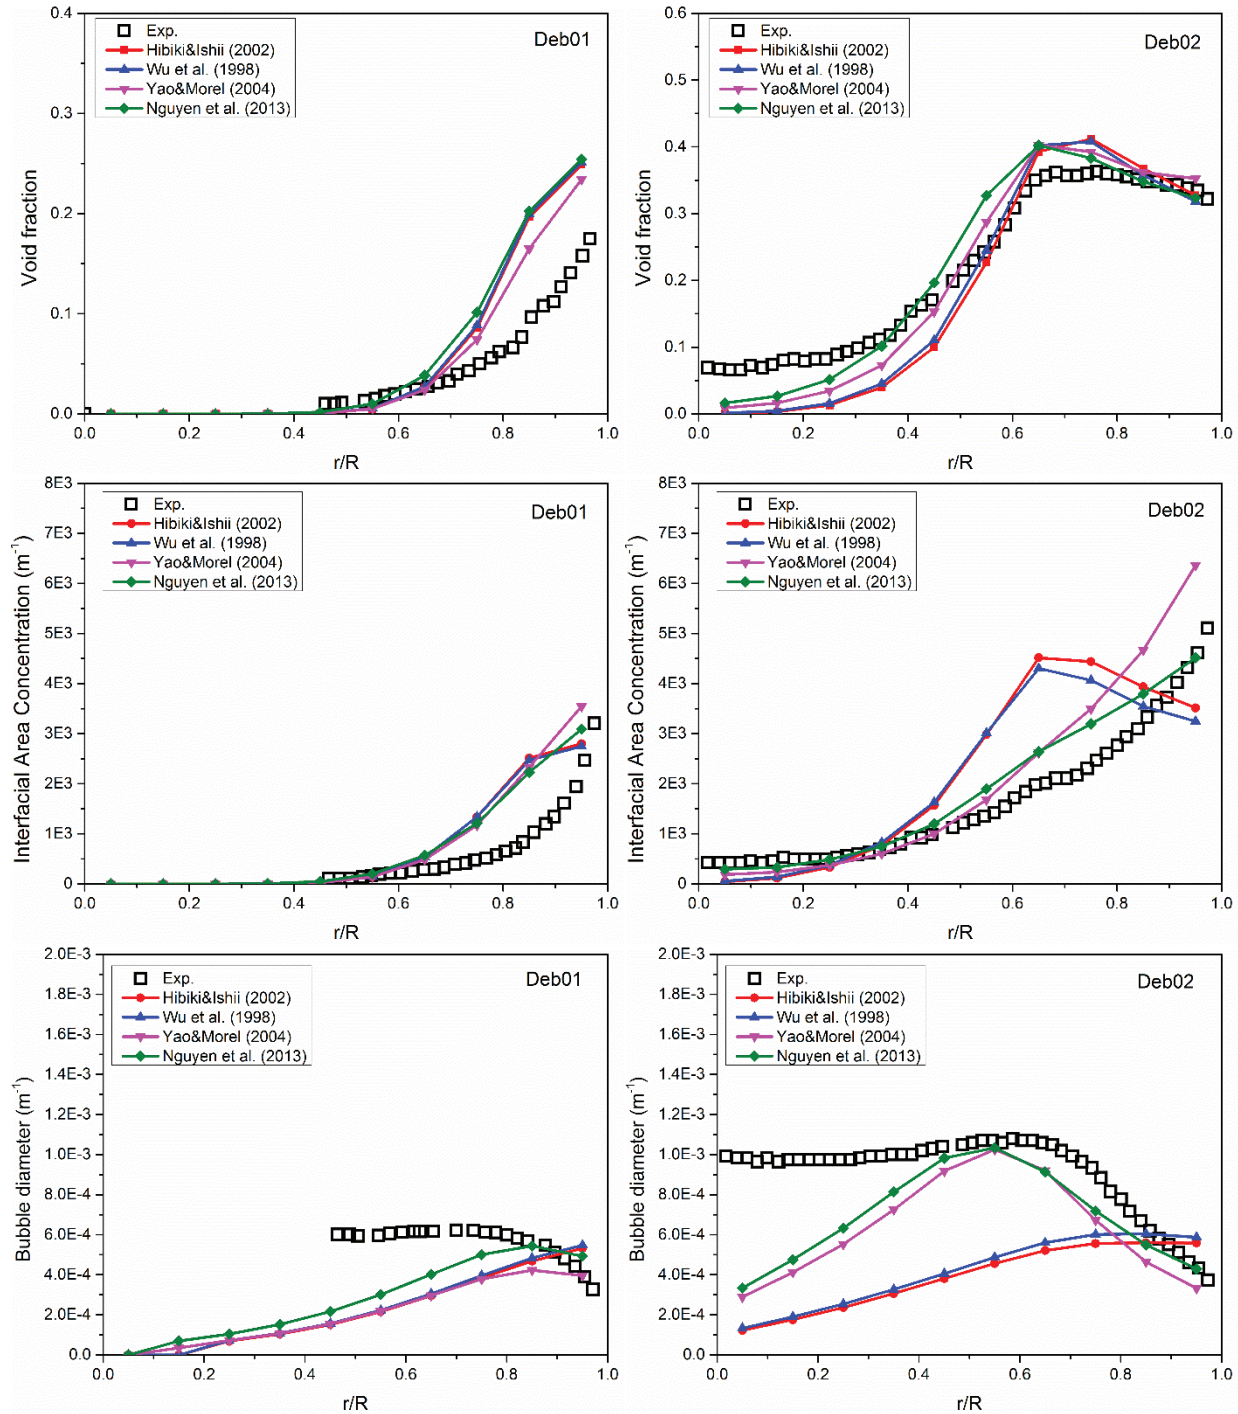 Void fraction
0.4
0.3
0.2
0.1
0.0
Exp.
Hibiki&Ishii (2002)
Wu et al. (1998)
Yao&Morel (2004)
Nguyen et al. (2013)
Deb01
0.0 0.2 0.4 0.6 0.8 1.0
r/R
Void fraction
0.6
0.5
0.4
0.3
0.2
0.1
0.0
Exp.
Hibiki&Ishii (2002)
Wu et al. (1998)
Yao&Morel (2004)
Nguyen et al. (2013)
Deb02
0.0 0.2 0.4 0.6 0.8 1.0
r/R
Interfacial Area Concentration (m⁻¹)
8E3
7E3
6E3
5E3
4E3
3E3
2E3
1E3
0
Exp.
Hibiki&Ishii (2002)
Wu et al. (1998)
Yao&Morel (2004)
Nguyen et al. (2013)
Deb01
0.0 0.2 0.4 0.6 0.8 1.0
r/R
Interfacial Area Concentration (m⁻¹)
8E3
7E3
6E3
5E3
4E3
3E3
2E3
1E3
0
Exp.
Hibiki&Ishii (2002)
Wu et al. (1998)
Yao&Morel (2004)
Nguyen et al. (2013)
Deb02
0.0 0.2 0.4 0.6 0.8 1.0
r/R
Bubble diameter (m⁻¹)
2.0E-3
1.8E-3
1.6E-3
1.4E-3
1.2E-3
1.0E-3
8.0E-4
6.0E-4
4.0E-4
2.0E-4
0.0
Exp.
Hibiki&Ishii (2002)
Wu et al. (1998)
Yao&Morel (2004)
Nguyen et al. (2013)
Deb01
0.0 0.2 0.4 0.6 0.8 1.0
r/R
Bubble diameter (m⁻¹)
2.0E-3
1.8E-3
1.6E-3
1.4E-3
1.2E-3
1.0E-3
8.0E-4
6.0E-4
4.0E-4
2.0E-4
0.0
Exp.
Hibiki&Ishii (2002)
Wu et al. (1998)
Yao&Morel (2004)
Nguyen et al. (2013)
Deb02
0.0 0.2 0.4 0.6 0.8 1.0
r/R